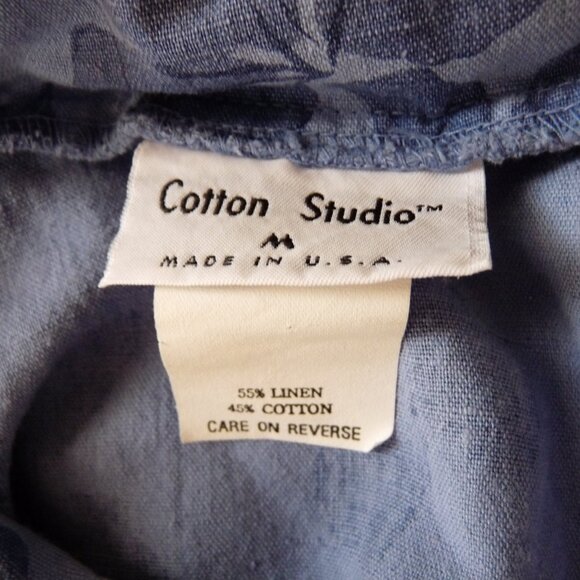 Cotton Studio™
M
MADE IN U.S.A.
55% LINEN
45% COTTON
CARE ON REVERSE